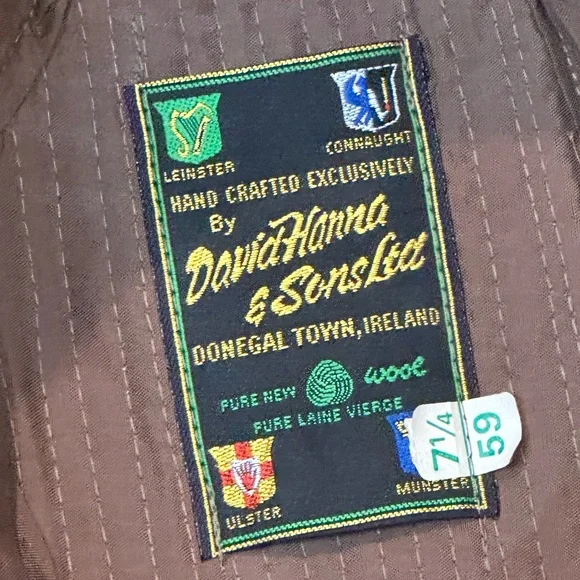 LEINSTER
CONNAUGHT
HAND CRAFTED EXCLUSIVELY
By
David Hanna
& Sons Ltd
DONEGAL TOWN, IRELAND
PURE NEW wool
PURE LAINE VIERGE
7 1/4
59
ULSTER
MUNSTER